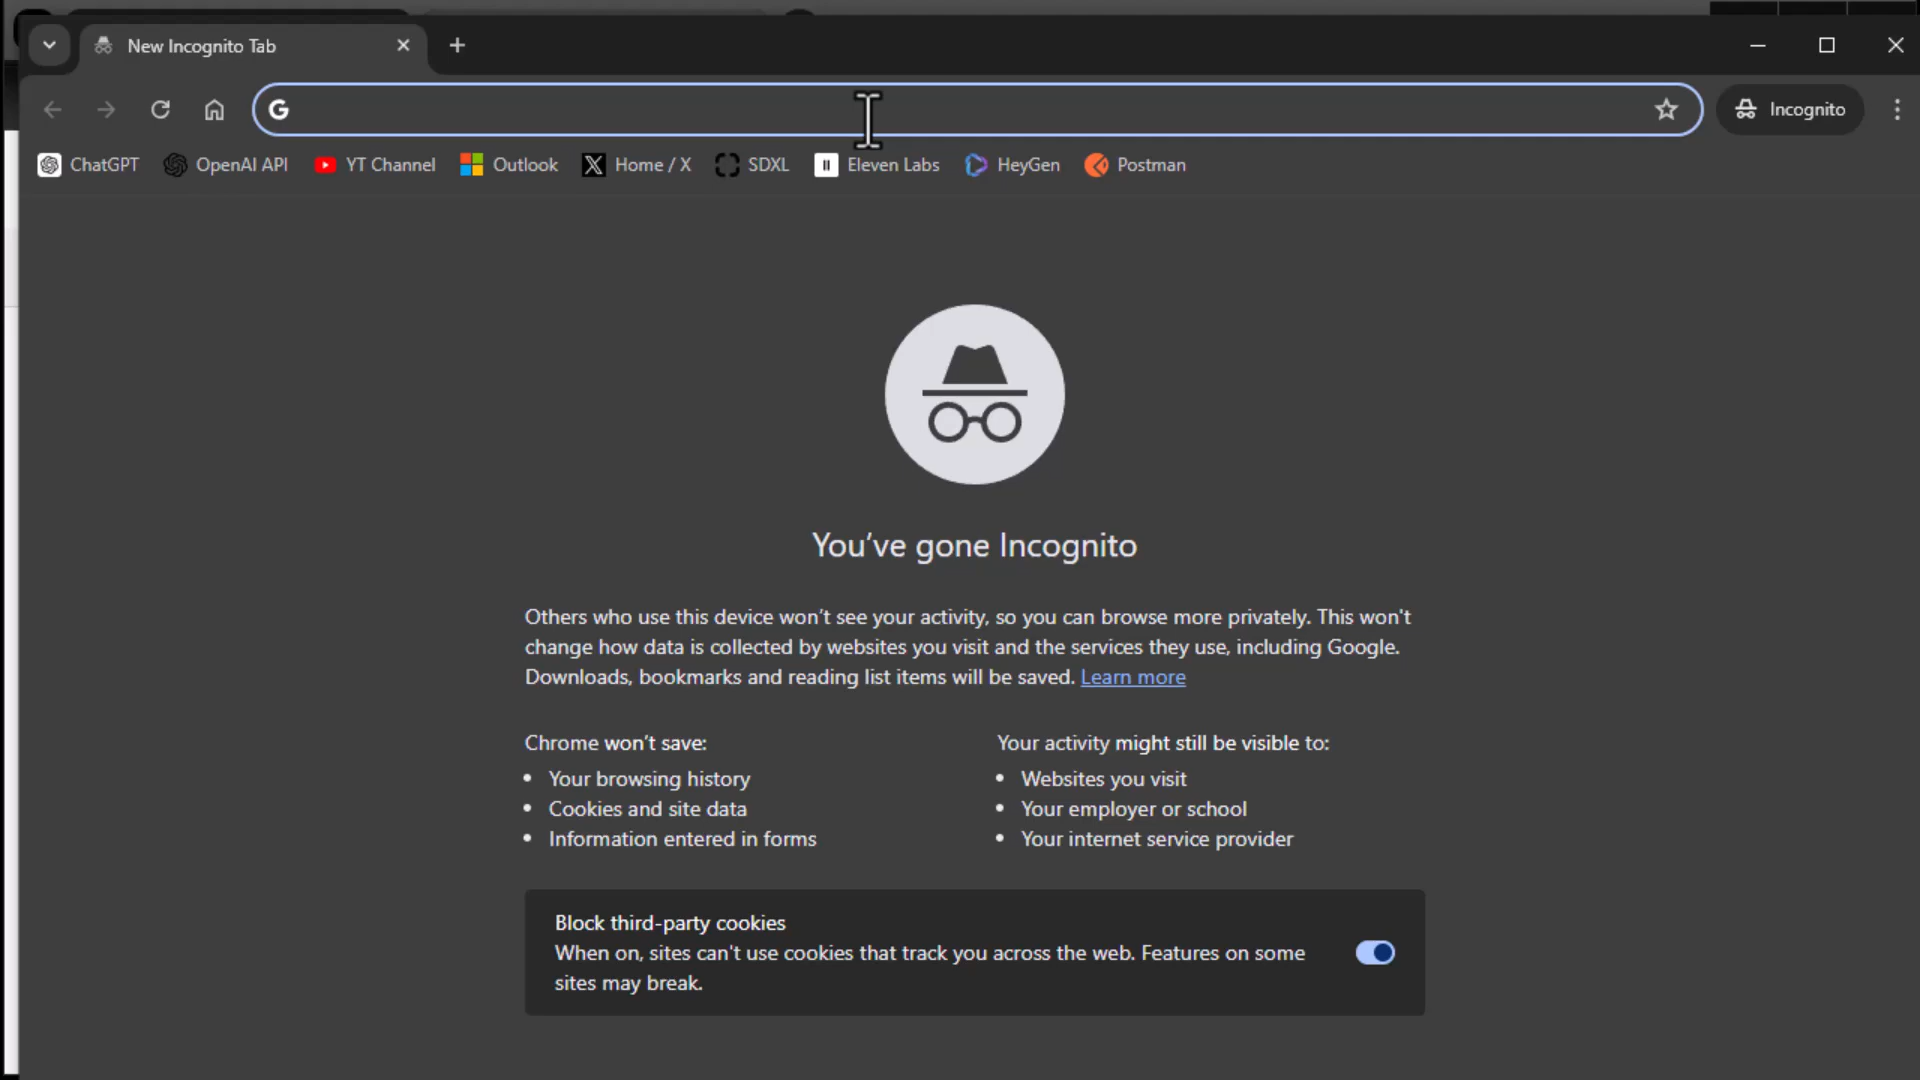 New Incognito Tab
Incognito
ChatGPT OpenAI API YT Channel Outlook Home / X SDXL Eleven Labs HeyGen Postman
You’ve gone Incognito
Others who use this device won’t see your activity, so you can browse more privately. This won't
change how data is collected by websites you visit and the services they use, including Google.
Downloads, bookmarks and reading list items will be saved. Learn more
Chrome won’t save:
• Your browsing history
• Cookies and site data
• Information entered in forms
Your activity might still be visible to:
• Websites you visit
• Your employer or school
• Your internet service provider
Block third-party cookies
When on, sites can't use cookies that track you across the web. Features on some
sites may break.